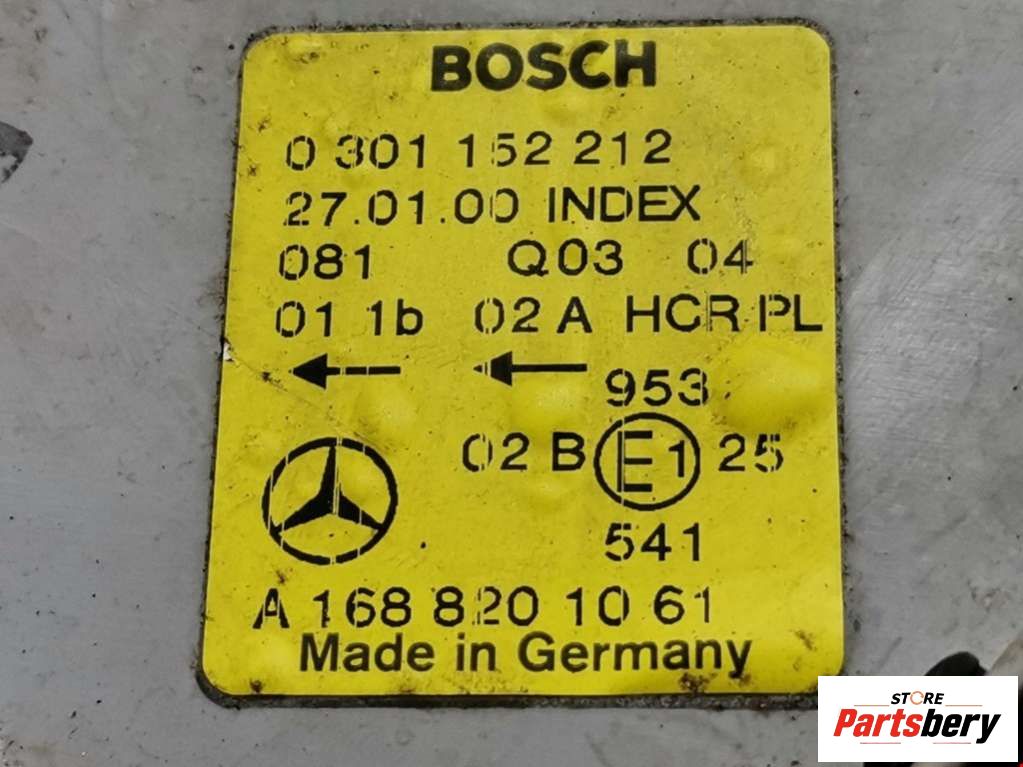 BOSCH
0 301 152 212
27.01.00 INDEX
081 Q03 04
01 1b 02 A HCR PL
953
02 B E1 25
541
A 168 820 10 61
Made in Germany
STORE
Partsbery